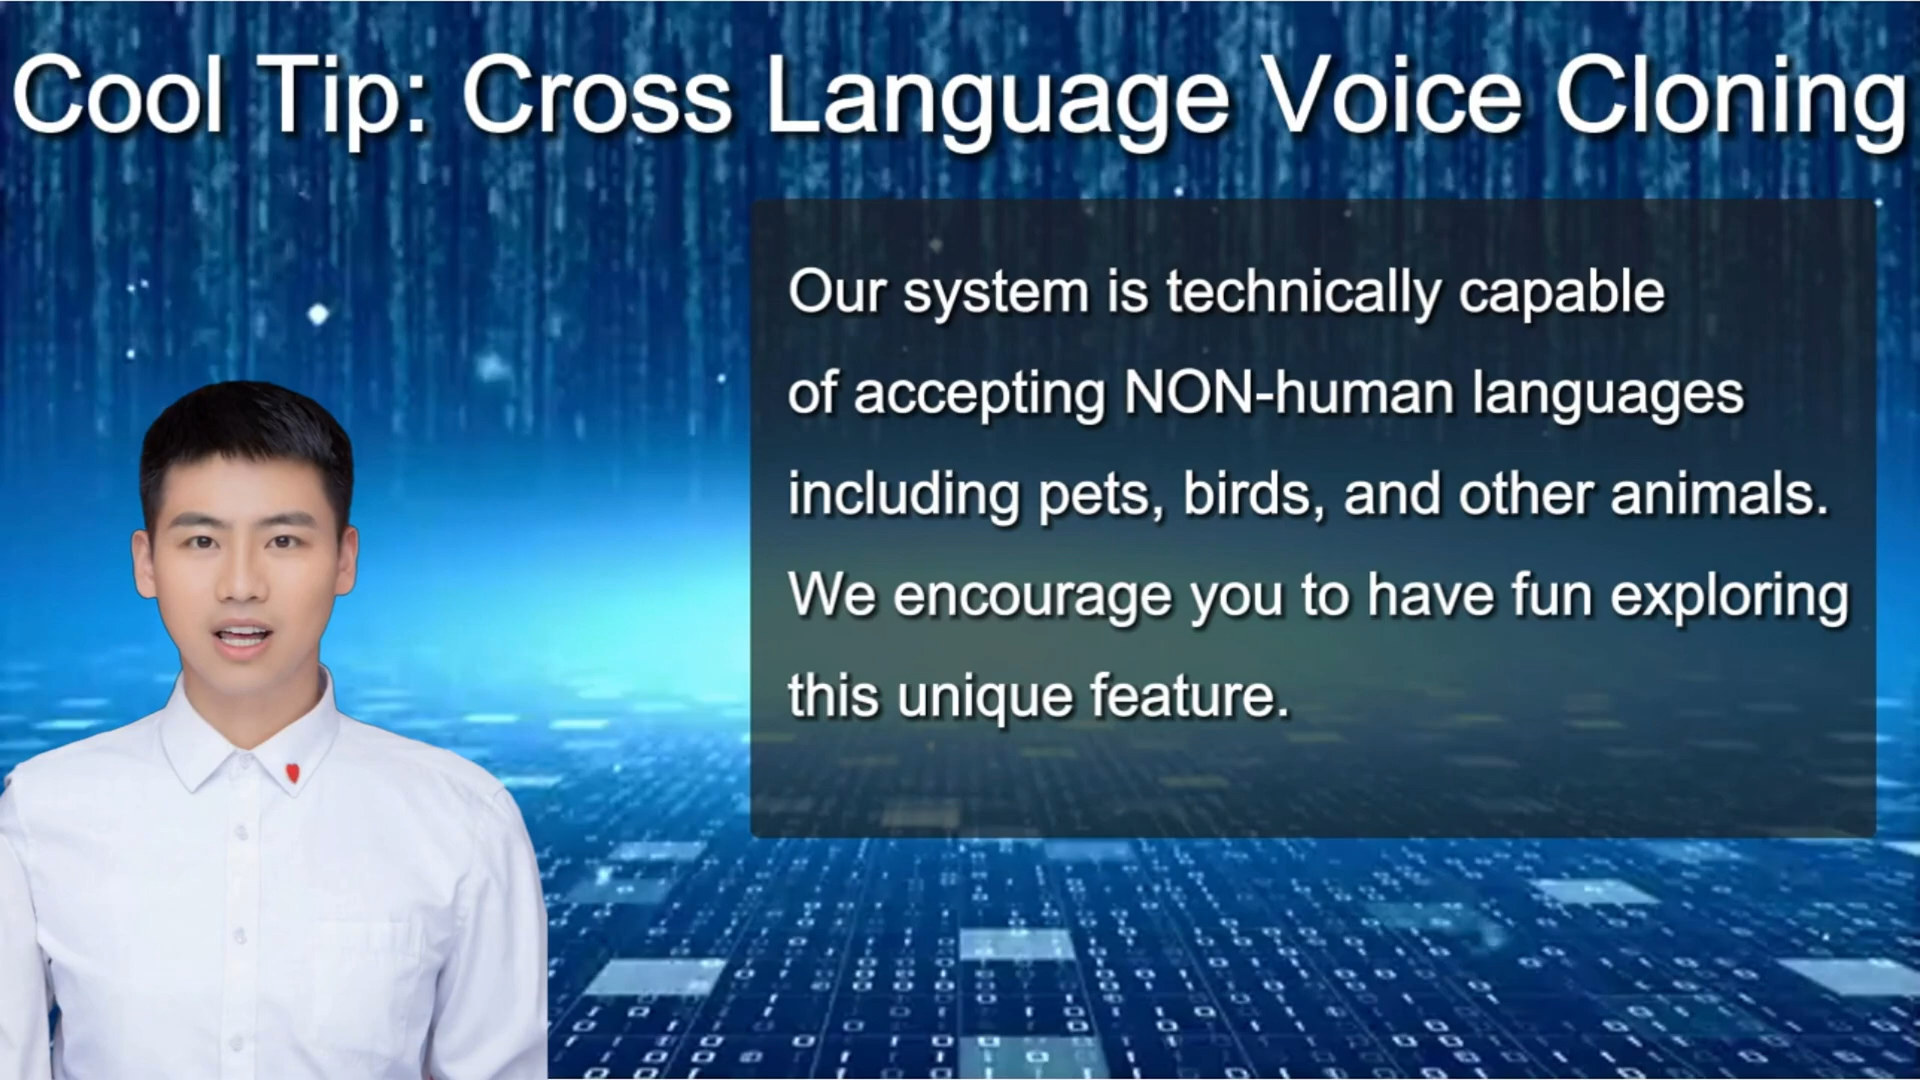 Cool Tip: Cross Language Voice Cloning
Our system is technically capable
of accepting NON-human languages
including pets, birds, and other animals.
We encourage you to have fun exploring
this unique feature.